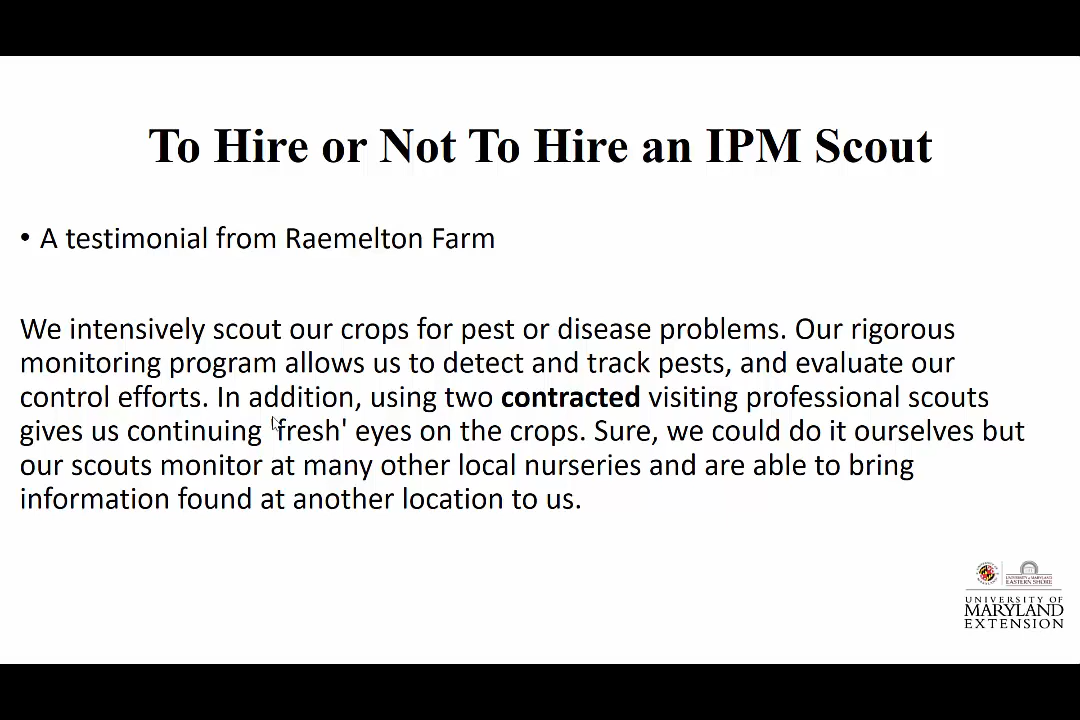 To Hire or Not To Hire an IPM Scout
• A testimonial from Raemelton Farm
We intensively scout our crops for pest or disease problems. Our rigorous
monitoring program allows us to detect and track pests, and evaluate our
control efforts. In addition, using two contracted visiting professional scouts
gives us continuing 'fresh' eyes on the crops. Sure, we could do it ourselves but
our scouts monitor at many other local nurseries and are able to bring
information found at another location to us.
UNIVERSITY of MARYLAND
EASTERN SHORE
UNIVERSITY OF
MARYLAND
EXTENSION